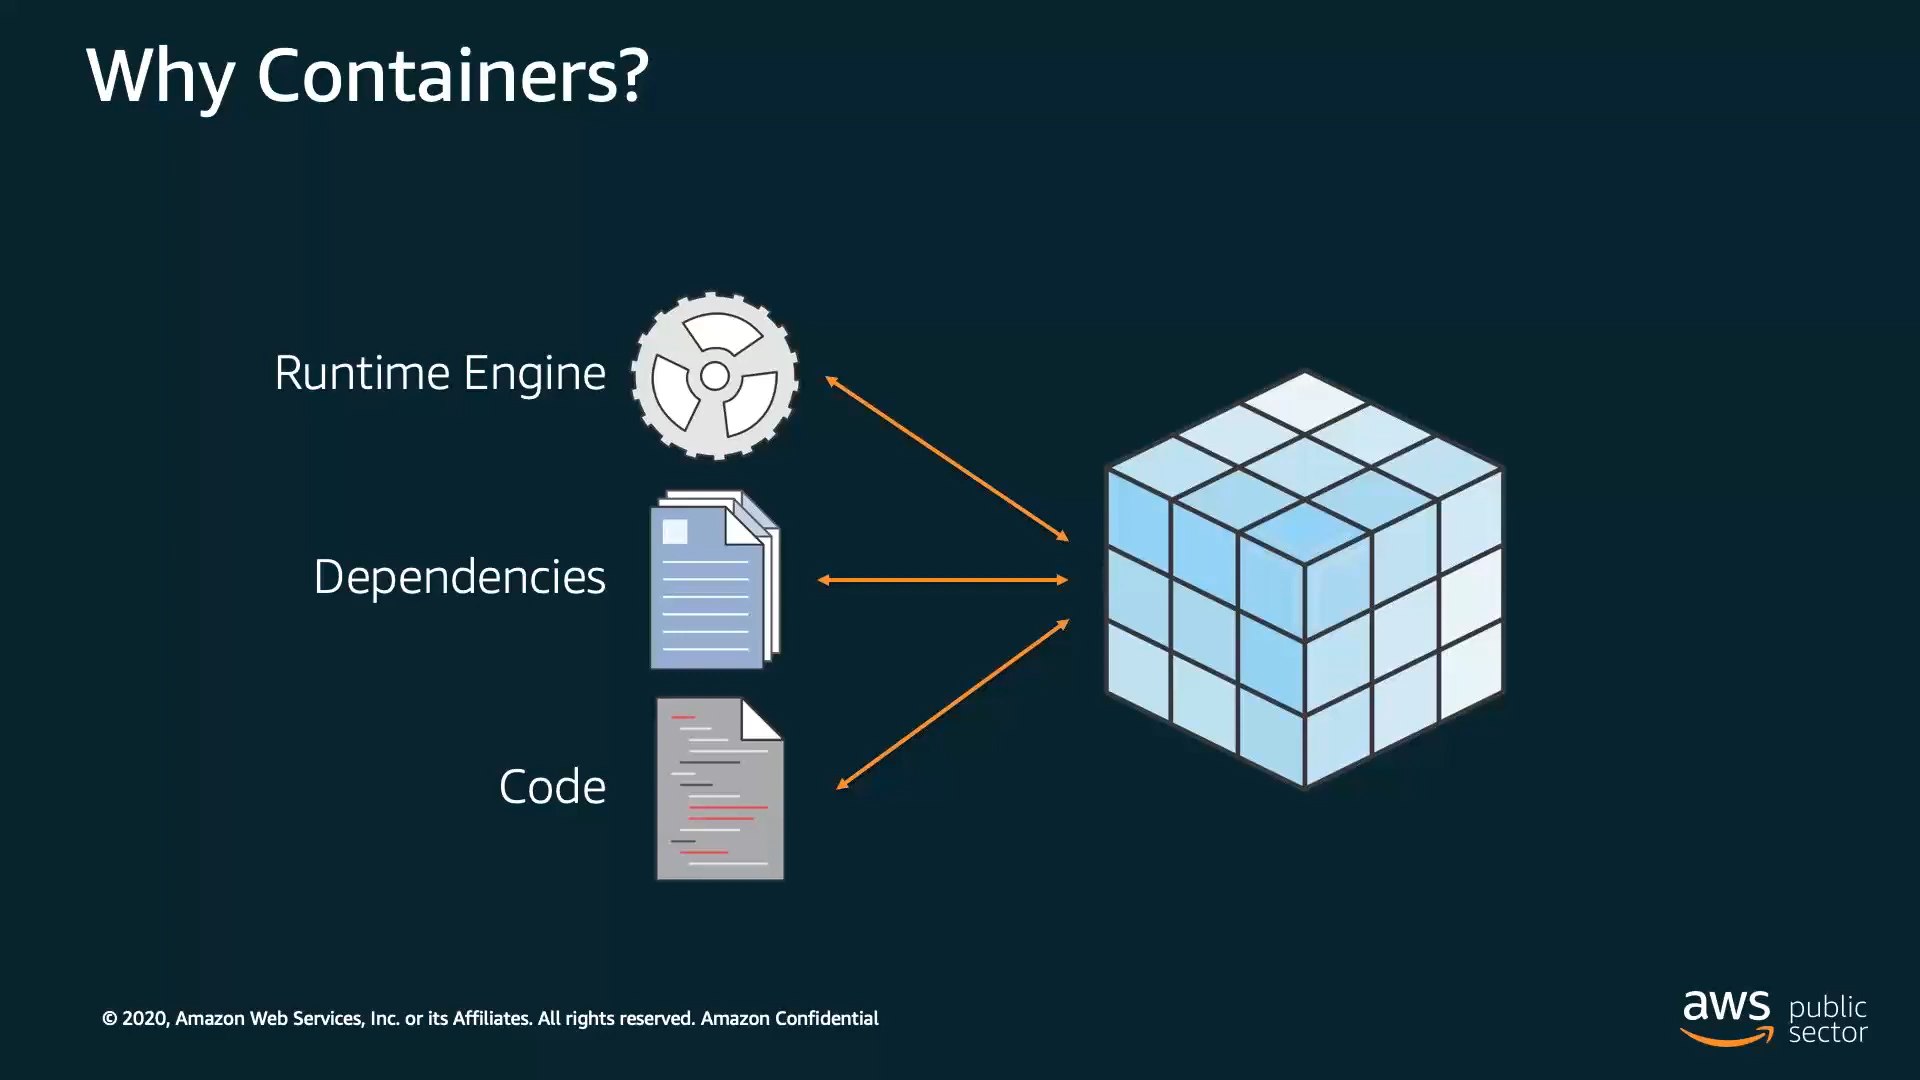 Why Containers?
Runtime Engine
Dependencies
Code
© 2020, Amazon Web Services, Inc. or its Affiliates. All rights reserved. Amazon Confidential
aws public
sector